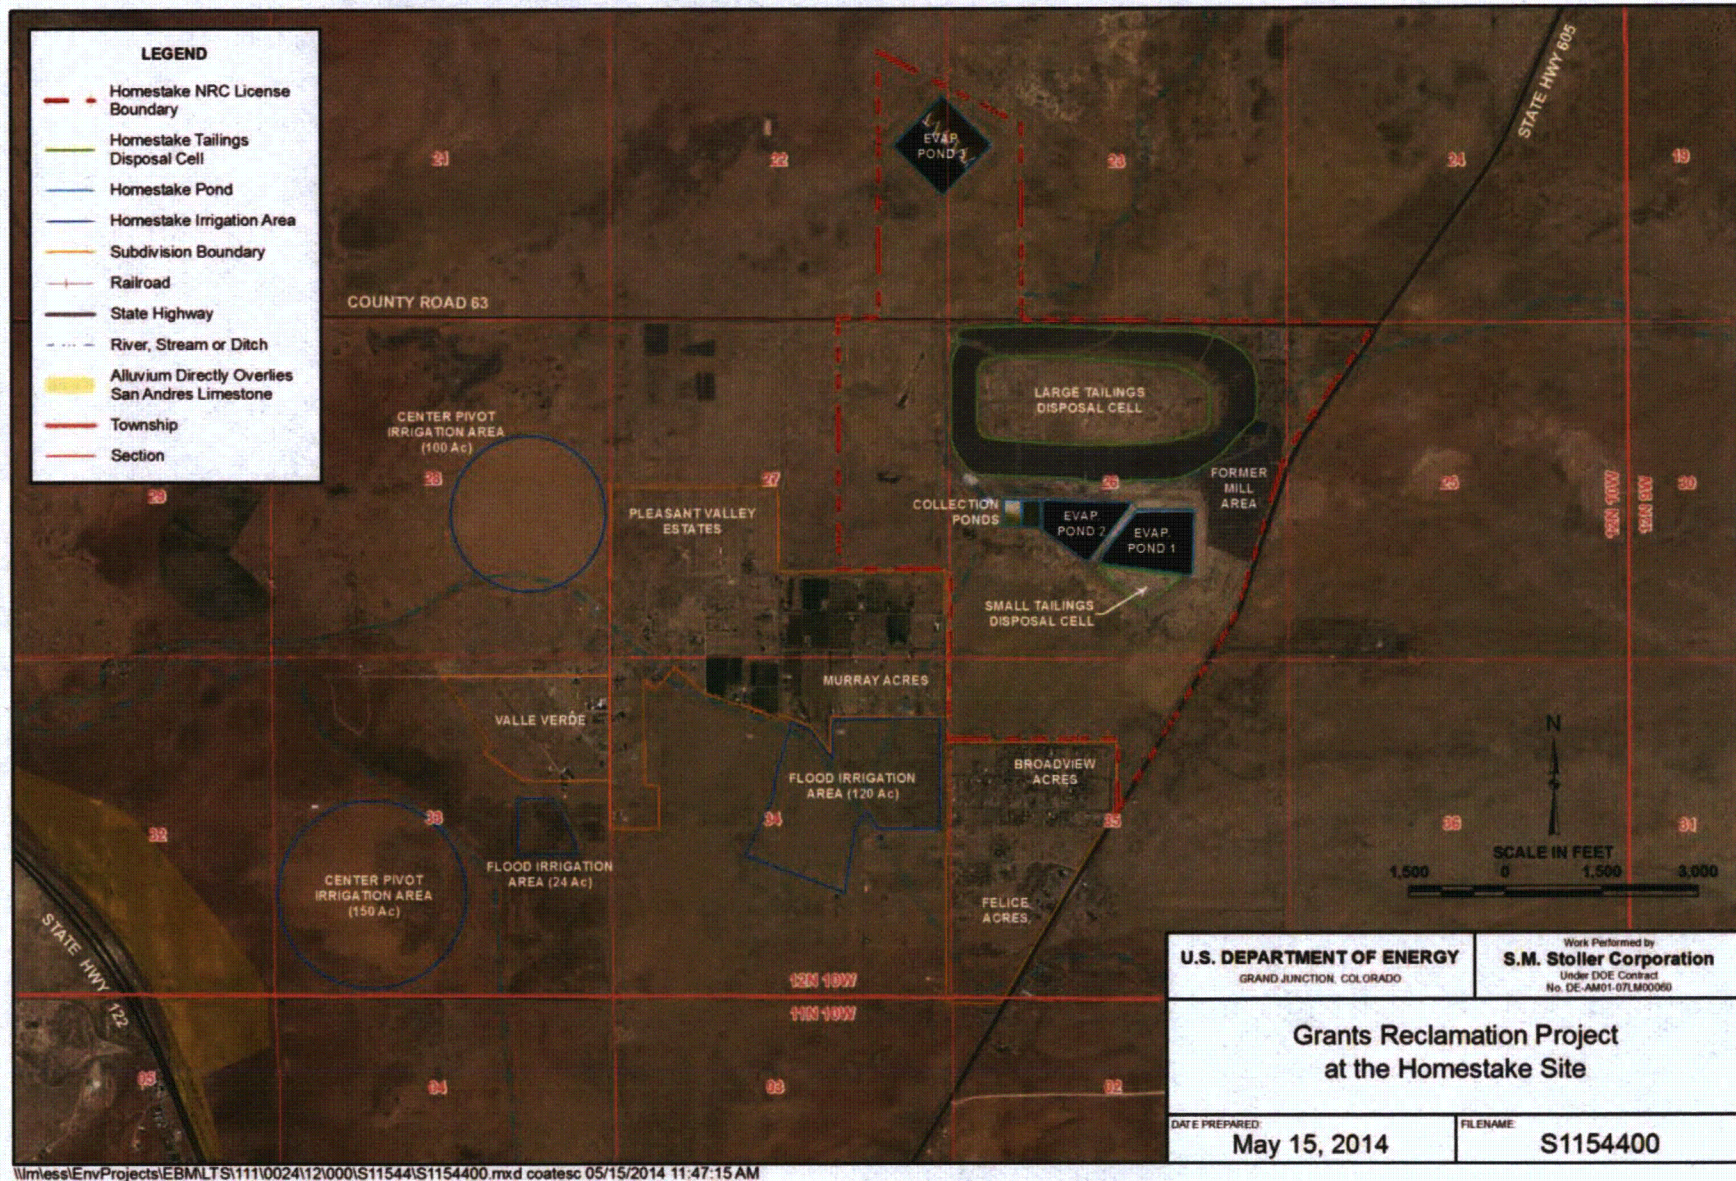 LEGEND
Homestake NRC License
Boundary
Homestake Tailings
Disposal Cell
Homestake Pond
Homestake Irrigation Area
Subdivision Boundary
Railroad
State Highway
River, Stream or Ditch
Alluvium Directly Overlies
San Andres Limestone
Township
Section
STATE HWY 605
EVAP.
POND 3
21
22
23
24
19
COUNTY ROAD 63
LARGE TAILINGS
DISPOSAL CELL
CENTER PIVOT
IRRIGATION AREA
(100 Ac)
29
28
27
26
25
30
FORMER
MILL
AREA
12N 10W
12N 9W
PLEASANT VALLEY
ESTATES
COLLECTION
PONDS
EVAP.
POND 2
EVAP.
POND 1
SMALL TAILINGS
DISPOSAL CELL
MURRAY ACRES
VALLE VERDE
N
BROADVIEW
ACRES
FLOOD IRRIGATION
AREA (120 Ac)
32
33
34
35
36
31
SCALE IN FEET
1,500
0
1,500
3,000
FLOOD IRRIGATION
AREA (24 Ac)
CENTER PIVOT
IRRIGATION AREA
(150 Ac)
FELICE
ACRES
STATE HWY 122
12N 10W
11N 10W
05
04
03
02
U.S. DEPARTMENT OF ENERGY
GRAND JUNCTION, COLORADO
Work Performed by
S.M. Stoller Corporation
Under DOE Contract
No. DE-AM01-07LM00060
Grants Reclamation Project
at the Homestake Site
DATE PREPARED:
May 15, 2014
FILENAME:
S1154400
\\lm\ess\EnvProjects\EBM\LTS\111\0024\12\000\S11544\S1154400.mxd coatesc 05/15/2014 11:47:15 AM